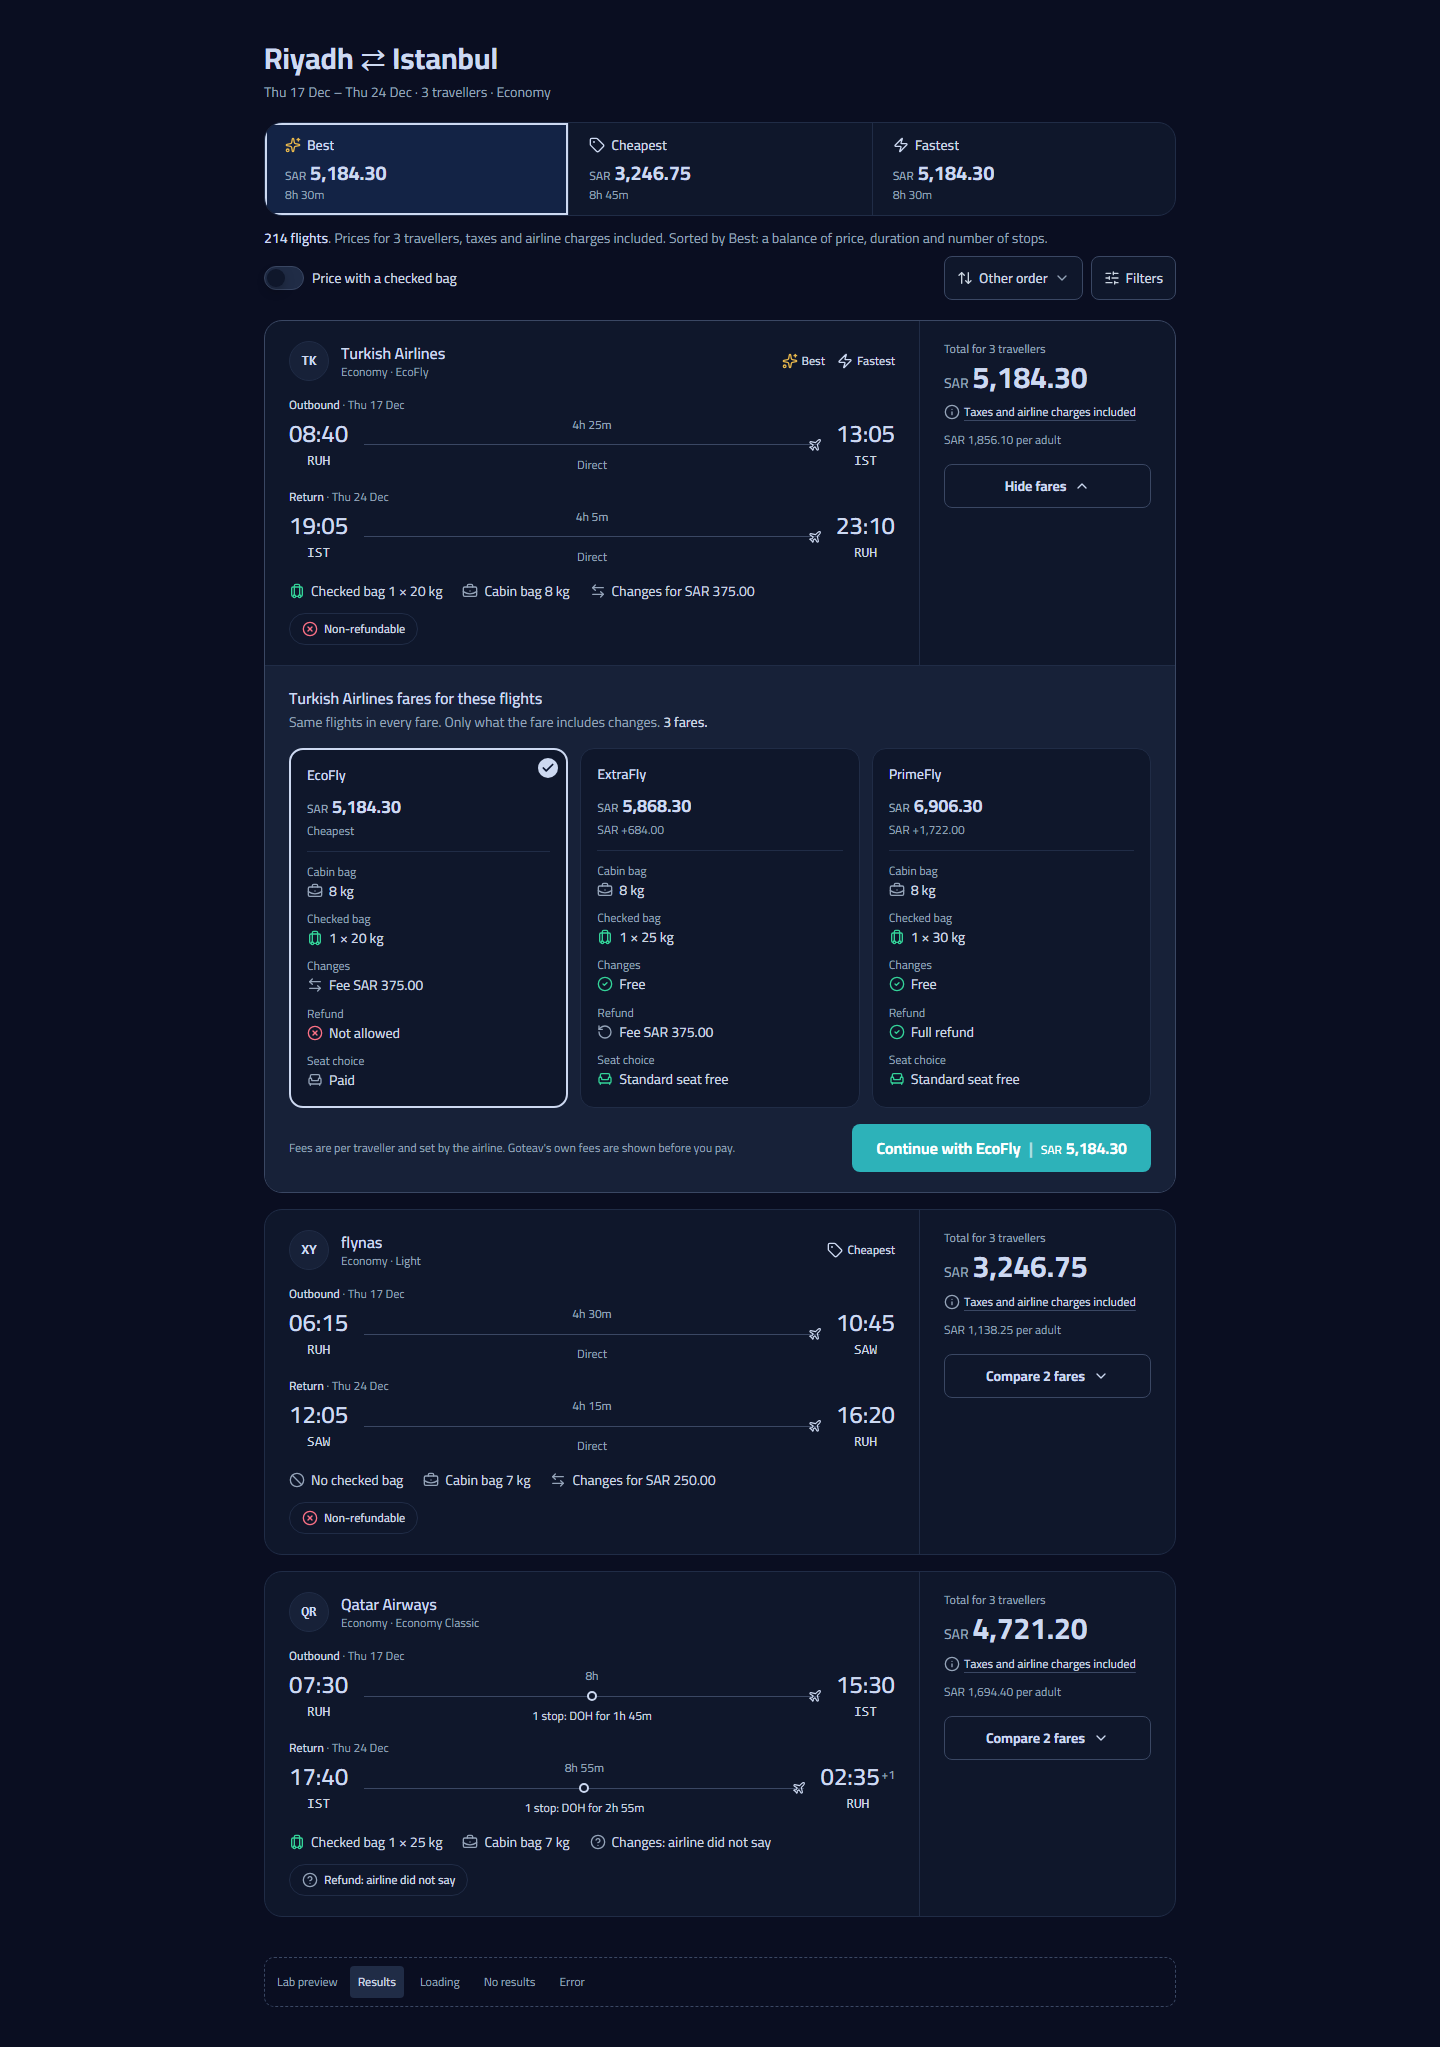 Riyadh ⇄ Istanbul
Thu 17 Dec – Thu 24 Dec · 3 travellers · Economy
Best
SAR 5,184.30
8h 30m
Cheapest
SAR 3,246.75
8h 45m
Fastest
SAR 5,184.30
8h 30m
214 flights. Prices for 3 travellers, taxes and airline charges included. Sorted by Best: a balance of price, duration and number of stops.
Price with a checked bag
Other order
Filters
TK
Turkish Airlines
Economy · EcoFly
Best
Fastest
Outbound · Thu 17 Dec
08:40
RUH
4h 25m
Direct
13:05
IST
Return · Thu 24 Dec
19:05
IST
4h 5m
Direct
23:10
RUH
Checked bag 1 × 20 kg
Cabin bag 8 kg
Changes for SAR 375.00
Non-refundable
Total for 3 travellers
SAR 5,184.30
Taxes and airline charges included
SAR 1,856.10 per adult
Hide fares
Turkish Airlines fares for these flights
Same flights in every fare. Only what the fare includes changes. 3 fares.
EcoFly
SAR 5,184.30
Cheapest
Cabin bag
8 kg
Checked bag
1 × 20 kg
Changes
Fee SAR 375.00
Refund
Not allowed
Seat choice
Paid
ExtraFly
SAR 5,868.30
SAR +684.00
Cabin bag
8 kg
Checked bag
1 × 25 kg
Changes
Free
Refund
Fee SAR 375.00
Seat choice
Standard seat free
PrimeFly
SAR 6,906.30
SAR +1,722.00
Cabin bag
8 kg
Checked bag
1 × 30 kg
Changes
Free
Refund
Full refund
Seat choice
Standard seat free
Fees are per traveller and set by the airline. Goteav's own fees are shown before you pay.
Continue with EcoFly | SAR 5,184.30
XY
flynas
Economy · Light
Cheapest
Outbound · Thu 17 Dec
06:15
RUH
4h 30m
Direct
10:45
SAW
Return · Thu 24 Dec
12:05
SAW
4h 15m
Direct
16:20
RUH
No checked bag
Cabin bag 7 kg
Changes for SAR 250.00
Non-refundable
Total for 3 travellers
SAR 3,246.75
Taxes and airline charges included
SAR 1,138.25 per adult
Compare 2 fares
QR
Qatar Airways
Economy · Economy Classic
Outbound · Thu 17 Dec
07:30
RUH
8h
1 stop: DOH for 1h 45m
15:30
IST
Return · Thu 24 Dec
17:40
IST
8h 55m
1 stop: DOH for 2h 55m
02:35+1
RUH
Checked bag 1 × 25 kg
Cabin bag 7 kg
Changes: airline did not say
Refund: airline did not say
Total for 3 travellers
SAR 4,721.20
Taxes and airline charges included
SAR 1,694.40 per adult
Compare 2 fares
Lab preview
Results
Loading
No results
Error